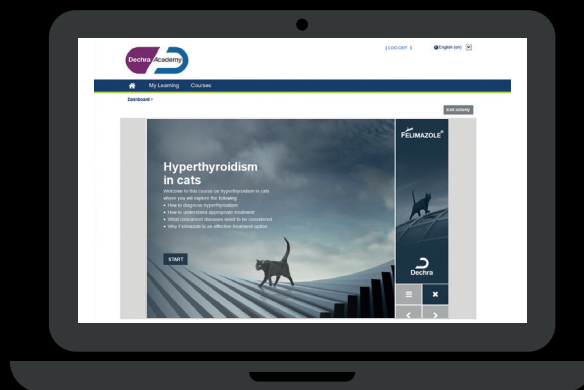 Dechra Academy
| LOG OUT |
English (en)
My Learning
Courses
Dashboard >
Exit activity
FELIMAZOLE®
Hyperthyroidism
in cats
Welcome to this course on hyperthyroidism in cats
where you will explore the following
• How to diagnose hyperthyroidism
• How to understand appropriate treatment
• What concurrent diseases need to be considered
• Why Felimazole is an effective treatment option
START
Dechra